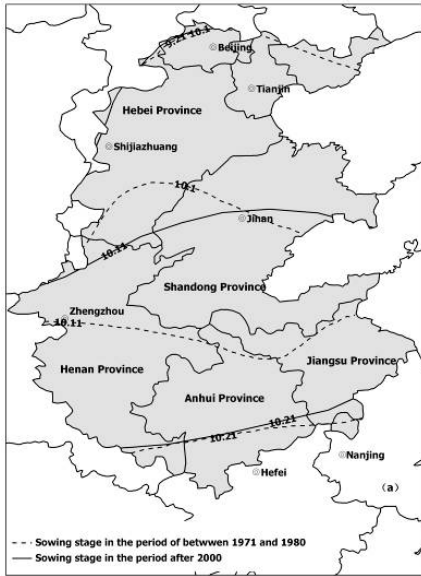 9.21 10.1
Beijing
Tianjin
Hebei Province
Shijiazhuang
10.1
Jinan
10.11
Shandong Province
Zhengzhou
10.11
Jiangsu Province
Henan Province
Anhui Province
10.21
10.21
Nanjing
Hefei
(a)
Sowing stage in the period of betwwen 1971 and 1980
Sowing stage in the period after 2000